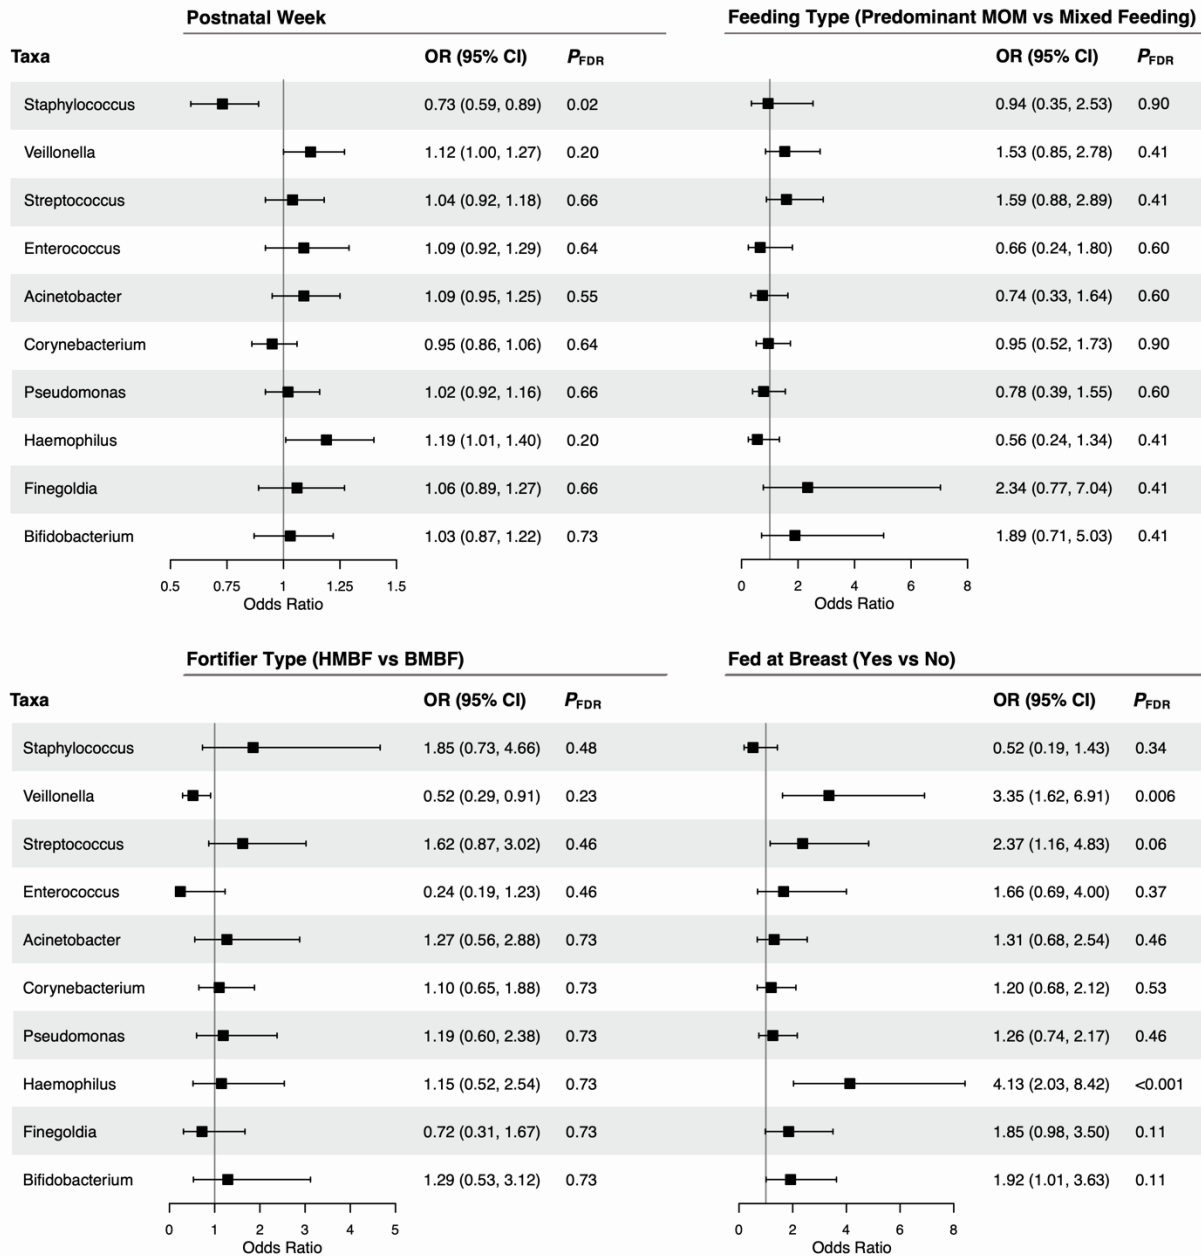 Postnatal Week
Taxa OR (95% CI) PFDR
Staphylococcus 0.73 (0.59, 0.89) 0.02
Veillonella 1.12 (1.00, 1.27) 0.20
Streptococcus 1.04 (0.92, 1.18) 0.66
Enterococcus 1.09 (0.92, 1.29) 0.64
Acinetobacter 1.09 (0.95, 1.25) 0.55
Corynebacterium 0.95 (0.86, 1.06) 0.64
Pseudomonas 1.02 (0.92, 1.16) 0.66
Haemophilus 1.19 (1.01, 1.40) 0.20
Finegoldia 1.06 (0.89, 1.27) 0.66
Bifidobacterium 1.03 (0.87, 1.22) 0.73
0.5 0.75 1 1.25 1.5
Odds Ratio
Feeding Type (Predominant MOM vs Mixed Feeding)
OR (95% CI) PFDR
0.94 (0.35, 2.53) 0.90
1.53 (0.85, 2.78) 0.41
1.59 (0.88, 2.89) 0.41
0.66 (0.24, 1.80) 0.60
0.74 (0.33, 1.64) 0.60
0.95 (0.52, 1.73) 0.90
0.78 (0.39, 1.55) 0.60
0.56 (0.24, 1.34) 0.41
2.34 (0.77, 7.04) 0.41
1.89 (0.71, 5.03) 0.41
0 2 4 6 8
Odds Ratio
Fortifier Type (HMBF vs BMBF)
Taxa OR (95% CI) PFDR
Staphylococcus 1.85 (0.73, 4.66) 0.48
Veillonella 0.52 (0.29, 0.91) 0.23
Streptococcus 1.62 (0.87, 3.02) 0.46
Enterococcus 0.24 (0.19, 1.23) 0.46
Acinetobacter 1.27 (0.56, 2.88) 0.73
Corynebacterium 1.10 (0.65, 1.88) 0.73
Pseudomonas 1.19 (0.60, 2.38) 0.73
Haemophilus 1.15 (0.52, 2.54) 0.73
Finegoldia 0.72 (0.31, 1.67) 0.73
Bifidobacterium 1.29 (0.53, 3.12) 0.73
0 1 2 3 4 5
Odds Ratio
Fed at Breast (Yes vs No)
OR (95% CI) PFDR
0.52 (0.19, 1.43) 0.34
3.35 (1.62, 6.91) 0.006
2.37 (1.16, 4.83) 0.06
1.66 (0.69, 4.00) 0.37
1.31 (0.68, 2.54) 0.46
1.20 (0.68, 2.12) 0.53
1.26 (0.74, 2.17) 0.46
4.13 (2.03, 8.42) <0.001
1.85 (0.98, 3.50) 0.11
1.92 (1.01, 3.63) 0.11
0 2 4 6 8
Odds Ratio